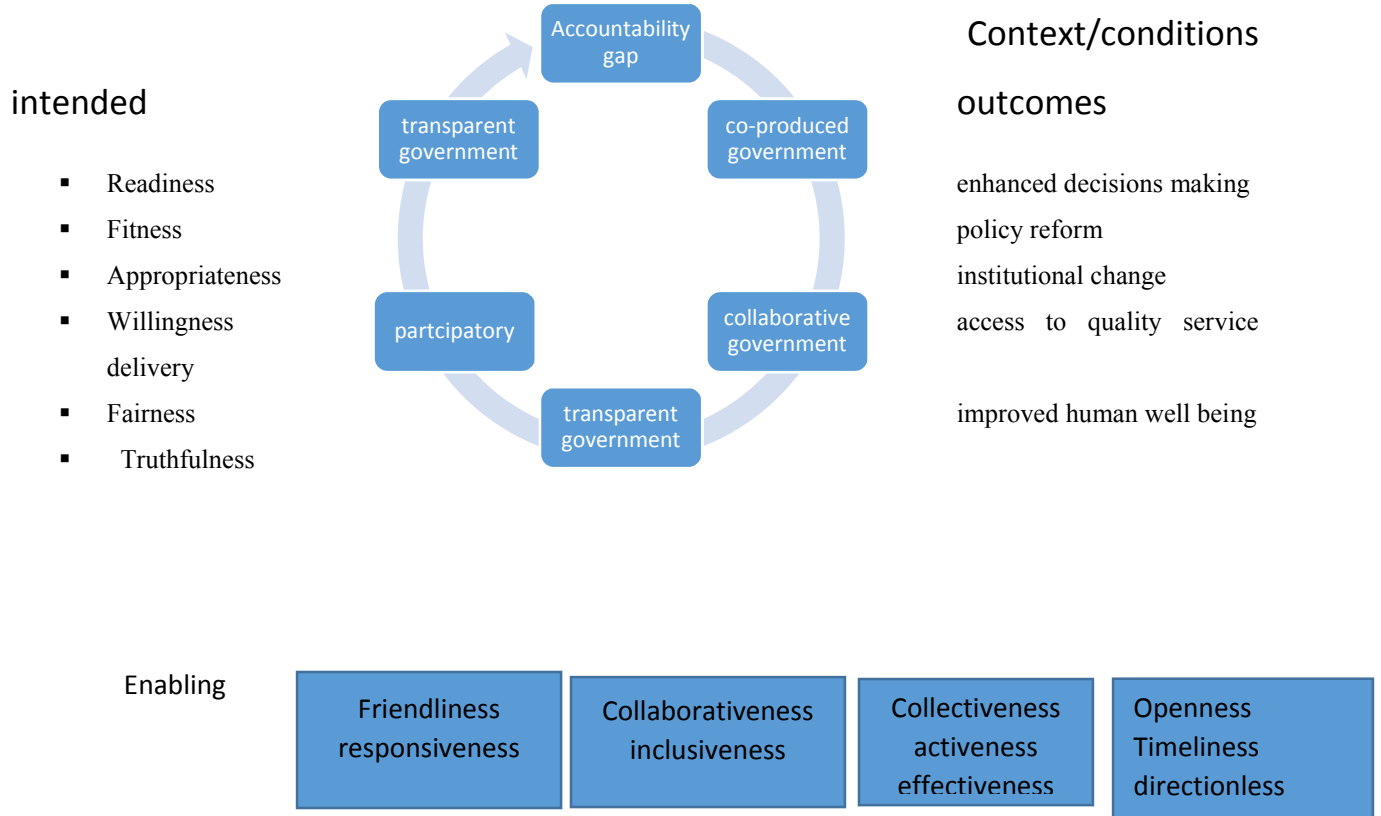 Context/conditions
intended
outcomes
Accountability
gap
co-produced
government
collaborative
government
transparent
government
partcipatory
transparent
government
▪ Readiness
▪ Fitness
▪ Appropriateness
▪ Willingness
delivery
▪ Fairness
▪ Truthfulness
enhanced decisions making
policy reform
institutional change
access to quality service
improved human well being
Enabling
Friendliness
responsiveness
Collaborativeness
inclusiveness
Collectiveness
activeness
effectiveness
Openness
Timeliness
directionless